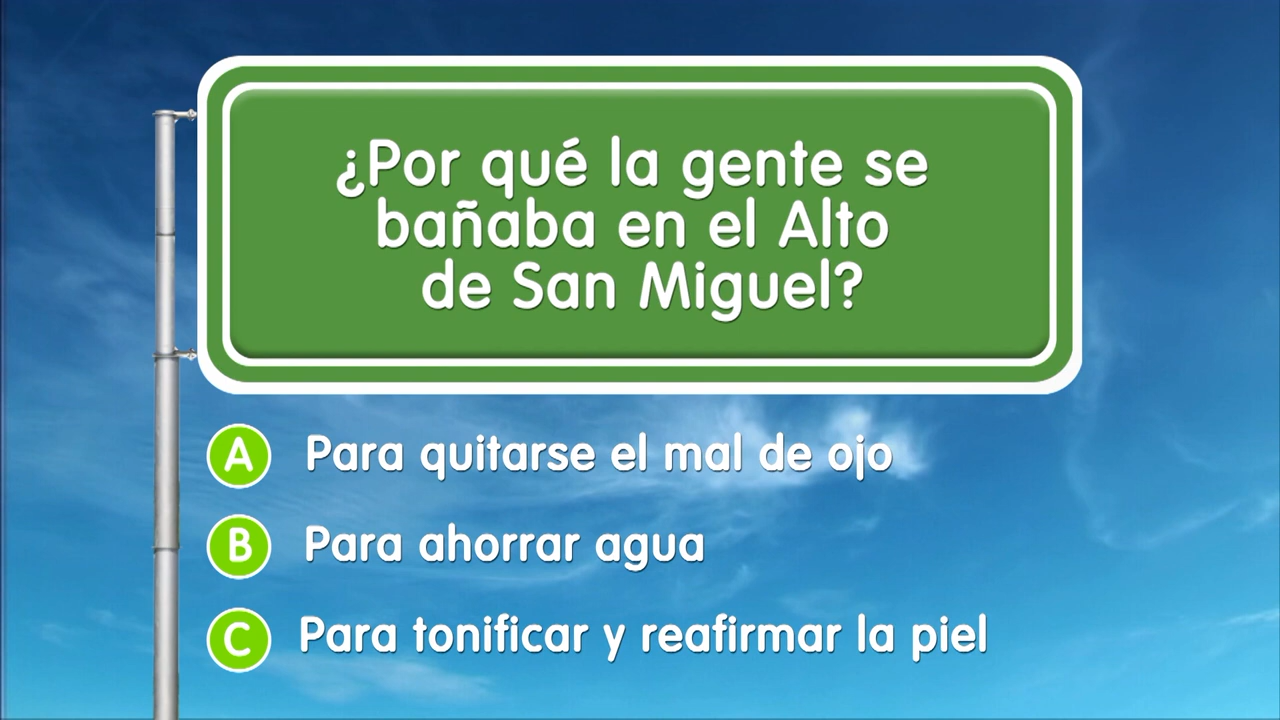 ¿Por qué la gente se
bañaba en el Alto
de San Miguel?
A Para quitarse el mal de ojo
B Para ahorrar agua
C Para tonificar y reafirmar la piel